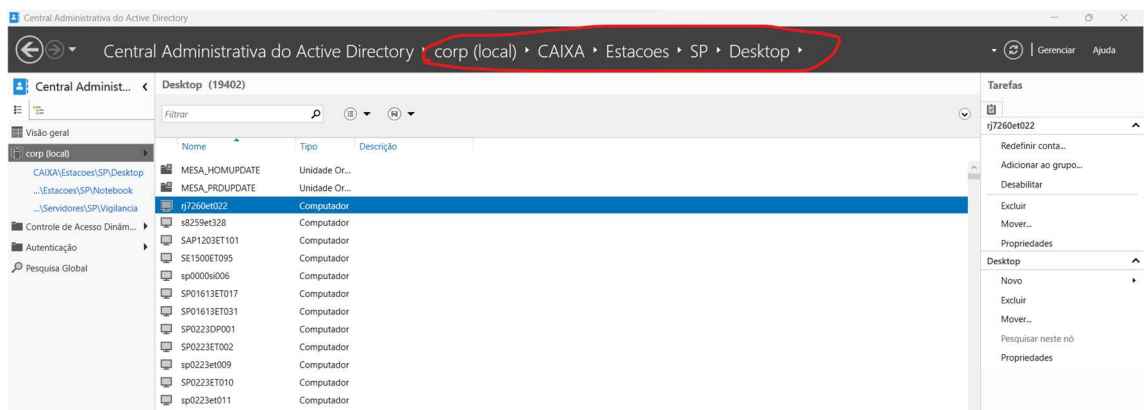 Central Administrativa do Active Directory
Central Administrativa do Active Directory ‣ corp (local) ‣ CAIXA ‣ Estacoes ‣ SP ‣ Desktop ‣
Gerenciar Ajuda
Central Administ...
Visão geral
corp (local)
CAIXA\Estacoes\SP\Desktop
...\Estacoes\SP\Notebook
...\Servidores\SP\Vigilancia
Controle de Acesso Dinâm...
Autenticação
Pesquisa Global
Desktop (19402)
Filtrar
Nome Tipo Descrição
MESA_HOMUPDATE Unidade Or...
MESA_PRDUPDATE Unidade Or...
rj7260et022 Computador
s8259et328 Computador
SAP1203ET101 Computador
SE1500ET095 Computador
sp0000si006 Computador
SP01613ET017 Computador
SP01613ET031 Computador
SP0223DP001 Computador
SP0223ET002 Computador
sp0223et009 Computador
SP0223ET010 Computador
sp0223et011 Computador
Tarefas
rj7260et022
Redefinir conta...
Adicionar ao grupo...
Desabilitar
Excluir
Mover...
Propriedades
Desktop
Novo
Excluir
Mover...
Pesquisar neste nó
Propriedades